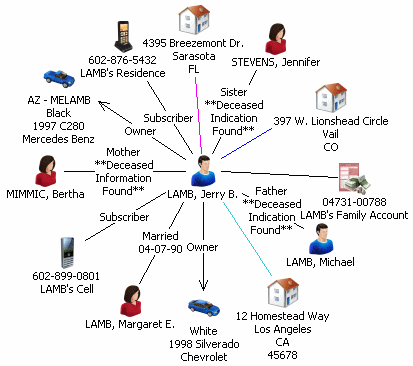 602-876-5432
LAMB's Residence
4395 Breezemont Dr.
Sarasota
FL
STEVENS, Jennifer
AZ - MELAMB
Black
1997 C280
Mercedes Benz
Subscriber
Owner
Sister
**Deceased
Indication
Found**
397 W. Lionshead Circle
Vail
CO
Mother
**Deceased
Information
Found**
MIMMIC, Bertha
LAMB, Jerry B.
04731-00788
LAMB's Family Account
Father
**Deceased
Indication
Found**
LAMB, Michael
Subscriber
602-899-0801
LAMB's Cell
Married
04-07-90
Owner
LAMB, Margaret E.
White
1998 Silverado
Chevrolet
12 Homestead Way
Los Angeles
CA
45678